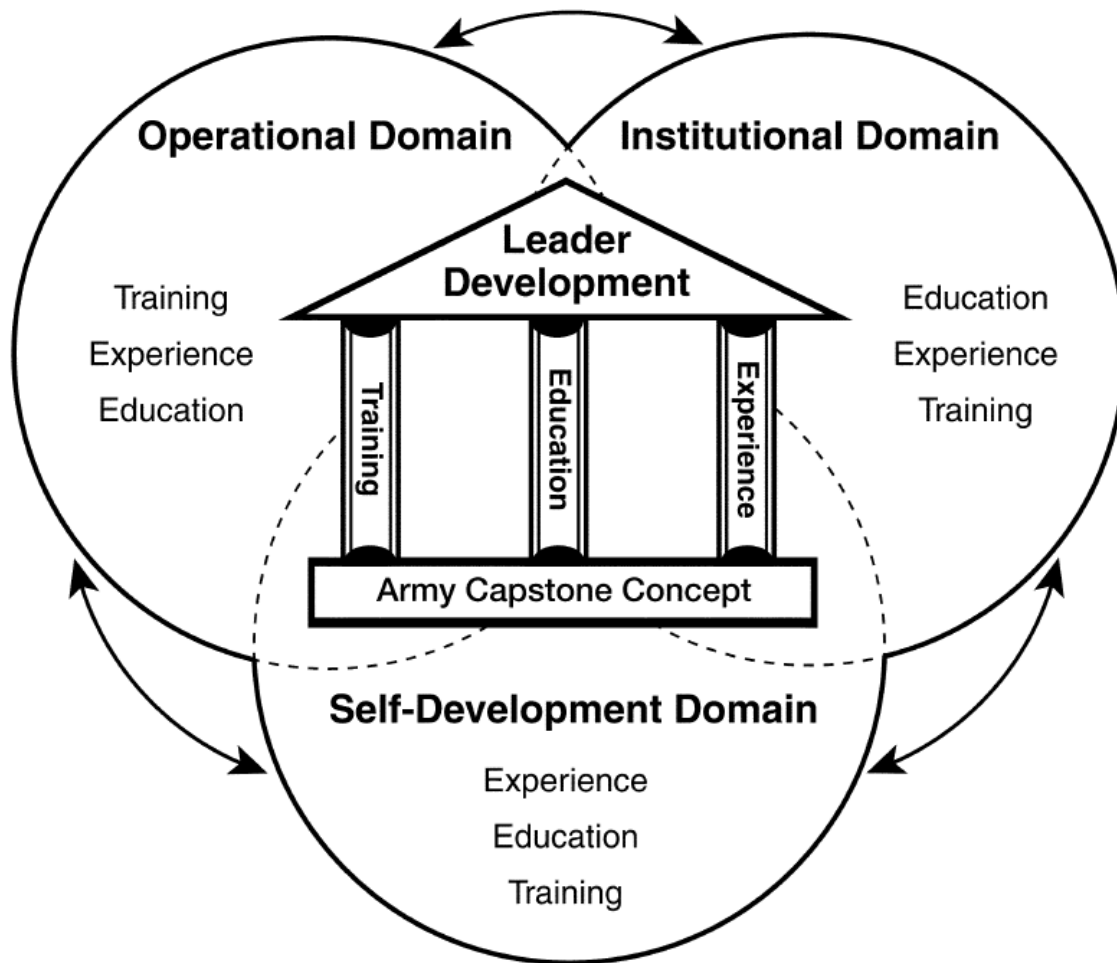 Operational Domain
Institutional Domain
Leader
Development
Training
Experience
Education
Education
Experience
Training
Training
Education
Experience
Army Capstone Concept
Self-Development Domain
Experience
Education
Training